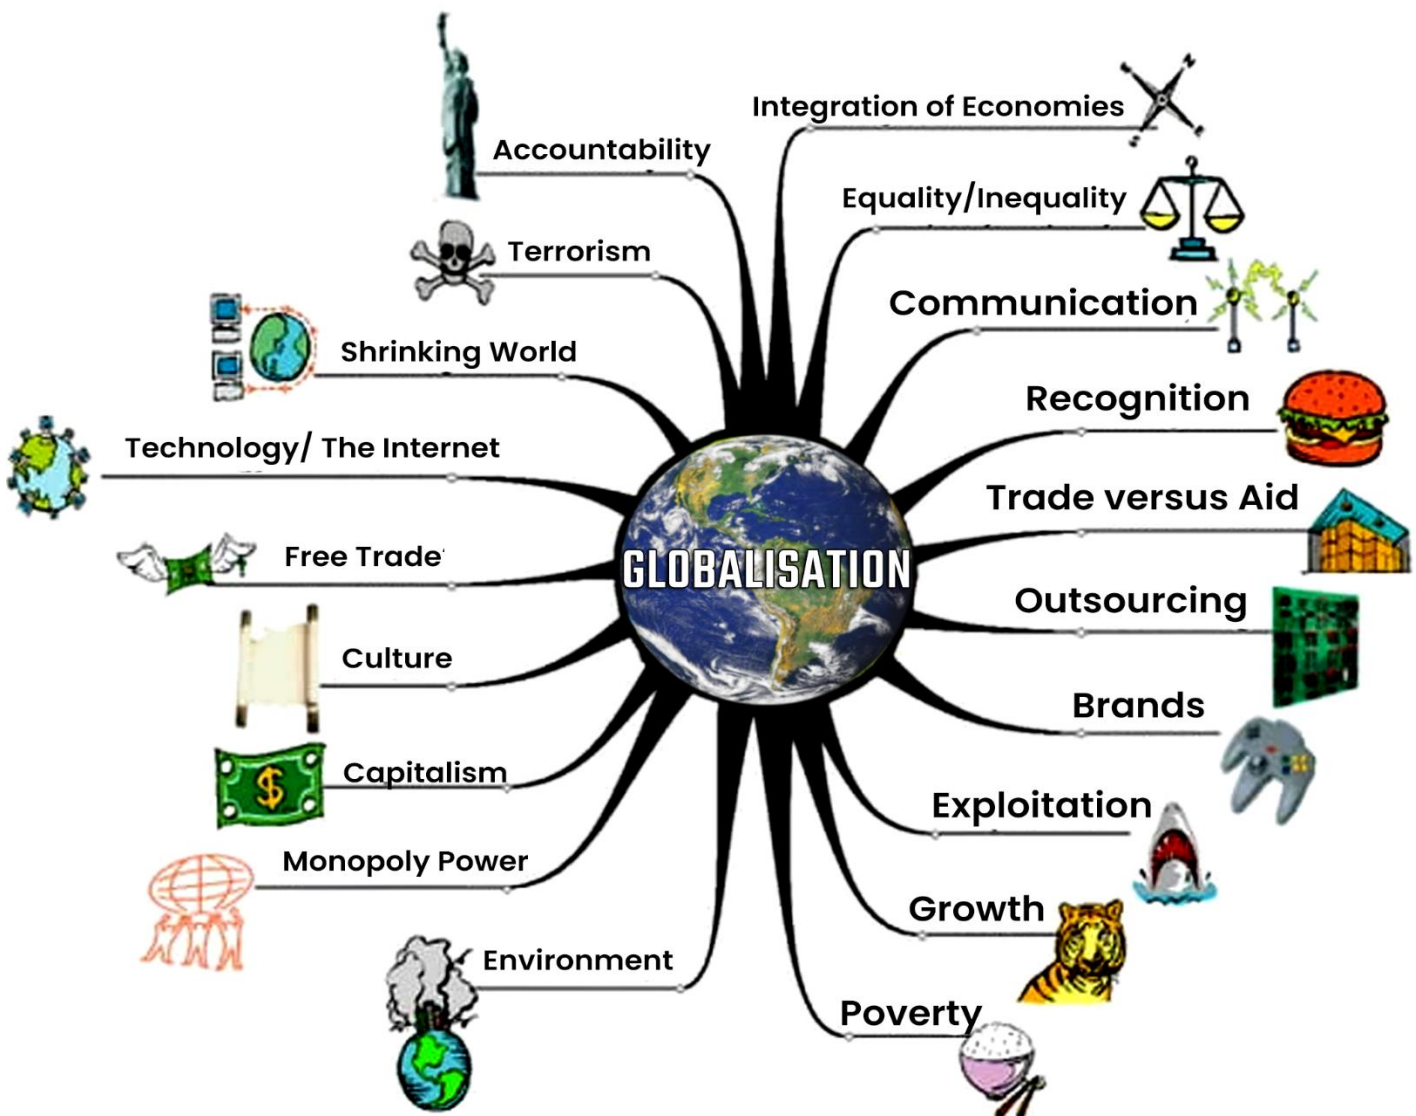 Integration of Economies
Accountability
Equality/Inequality
Terrorism
Communication
Shrinking World
Recognition
Technology/ The Internet
Trade versus Aid
Free Trade
GLOBALISATION
Outsourcing
Culture
Brands
Capitalism
Exploitation
Monopoly Power
Growth
Environment
Poverty
$